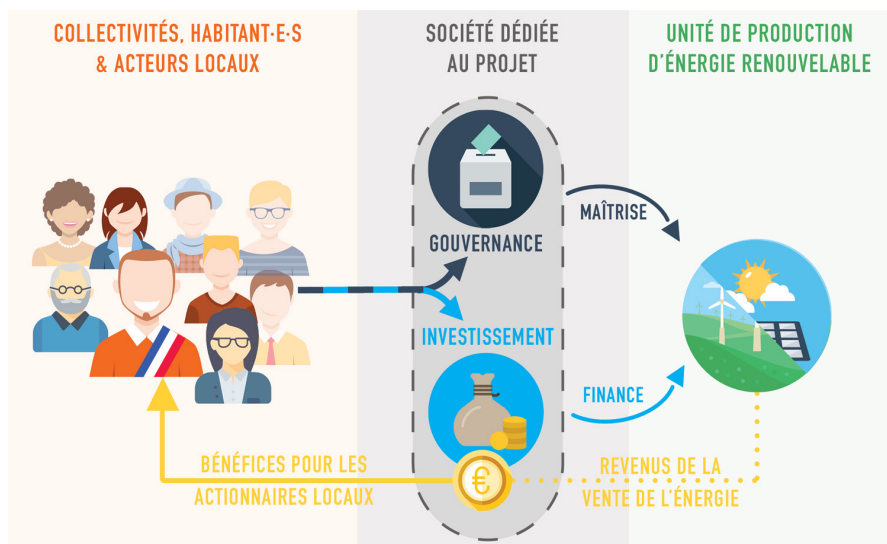 COLLECTIVITÉS, HABITANT·E·S
& ACTEURS LOCAUX
SOCIÉTÉ DÉDIÉE
AU PROJET
UNITÉ DE PRODUCTION
D'ÉNERGIE RENOUVELABLE
GOUVERNANCE
MAÎTRISE
INVESTISSEMENT
FINANCE
BÉNÉFICES POUR LES
ACTIONNAIRES LOCAUX
€
REVENUS DE LA
VENTE DE L'ÉNERGIE